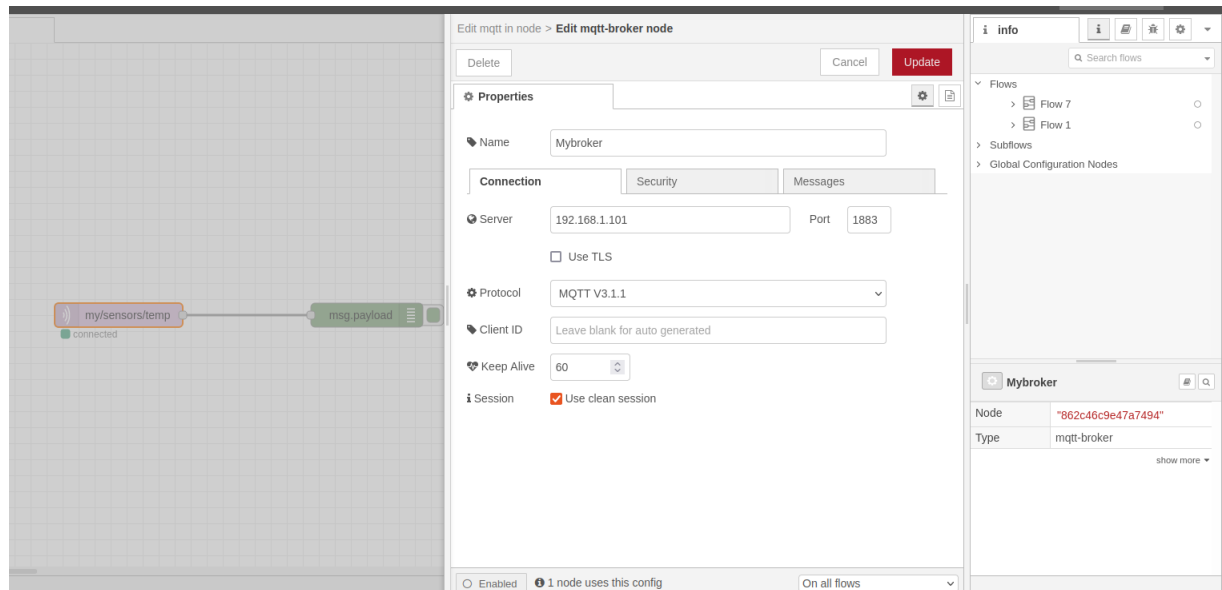 Edit mqtt in node > Edit mqtt-broker node
Delete
Cancel
Update
Properties
Name
Mybroker
Connection
Security
Messages
Server
192.168.1.101
Port
1883
Use TLS
Protocol
MQTT V3.1.1
Client ID
Leave blank for auto generated
Keep Alive
60
Session
Use clean session
Enabled
1 node uses this config
On all flows
my/sensors/temp
connected
msg.payload
info
Search flows
Flows
Flow 7
Flow 1
Subflows
Global Configuration Nodes
Mybroker
Node
"862c46c9e47a7494"
Type
mqtt-broker
show more